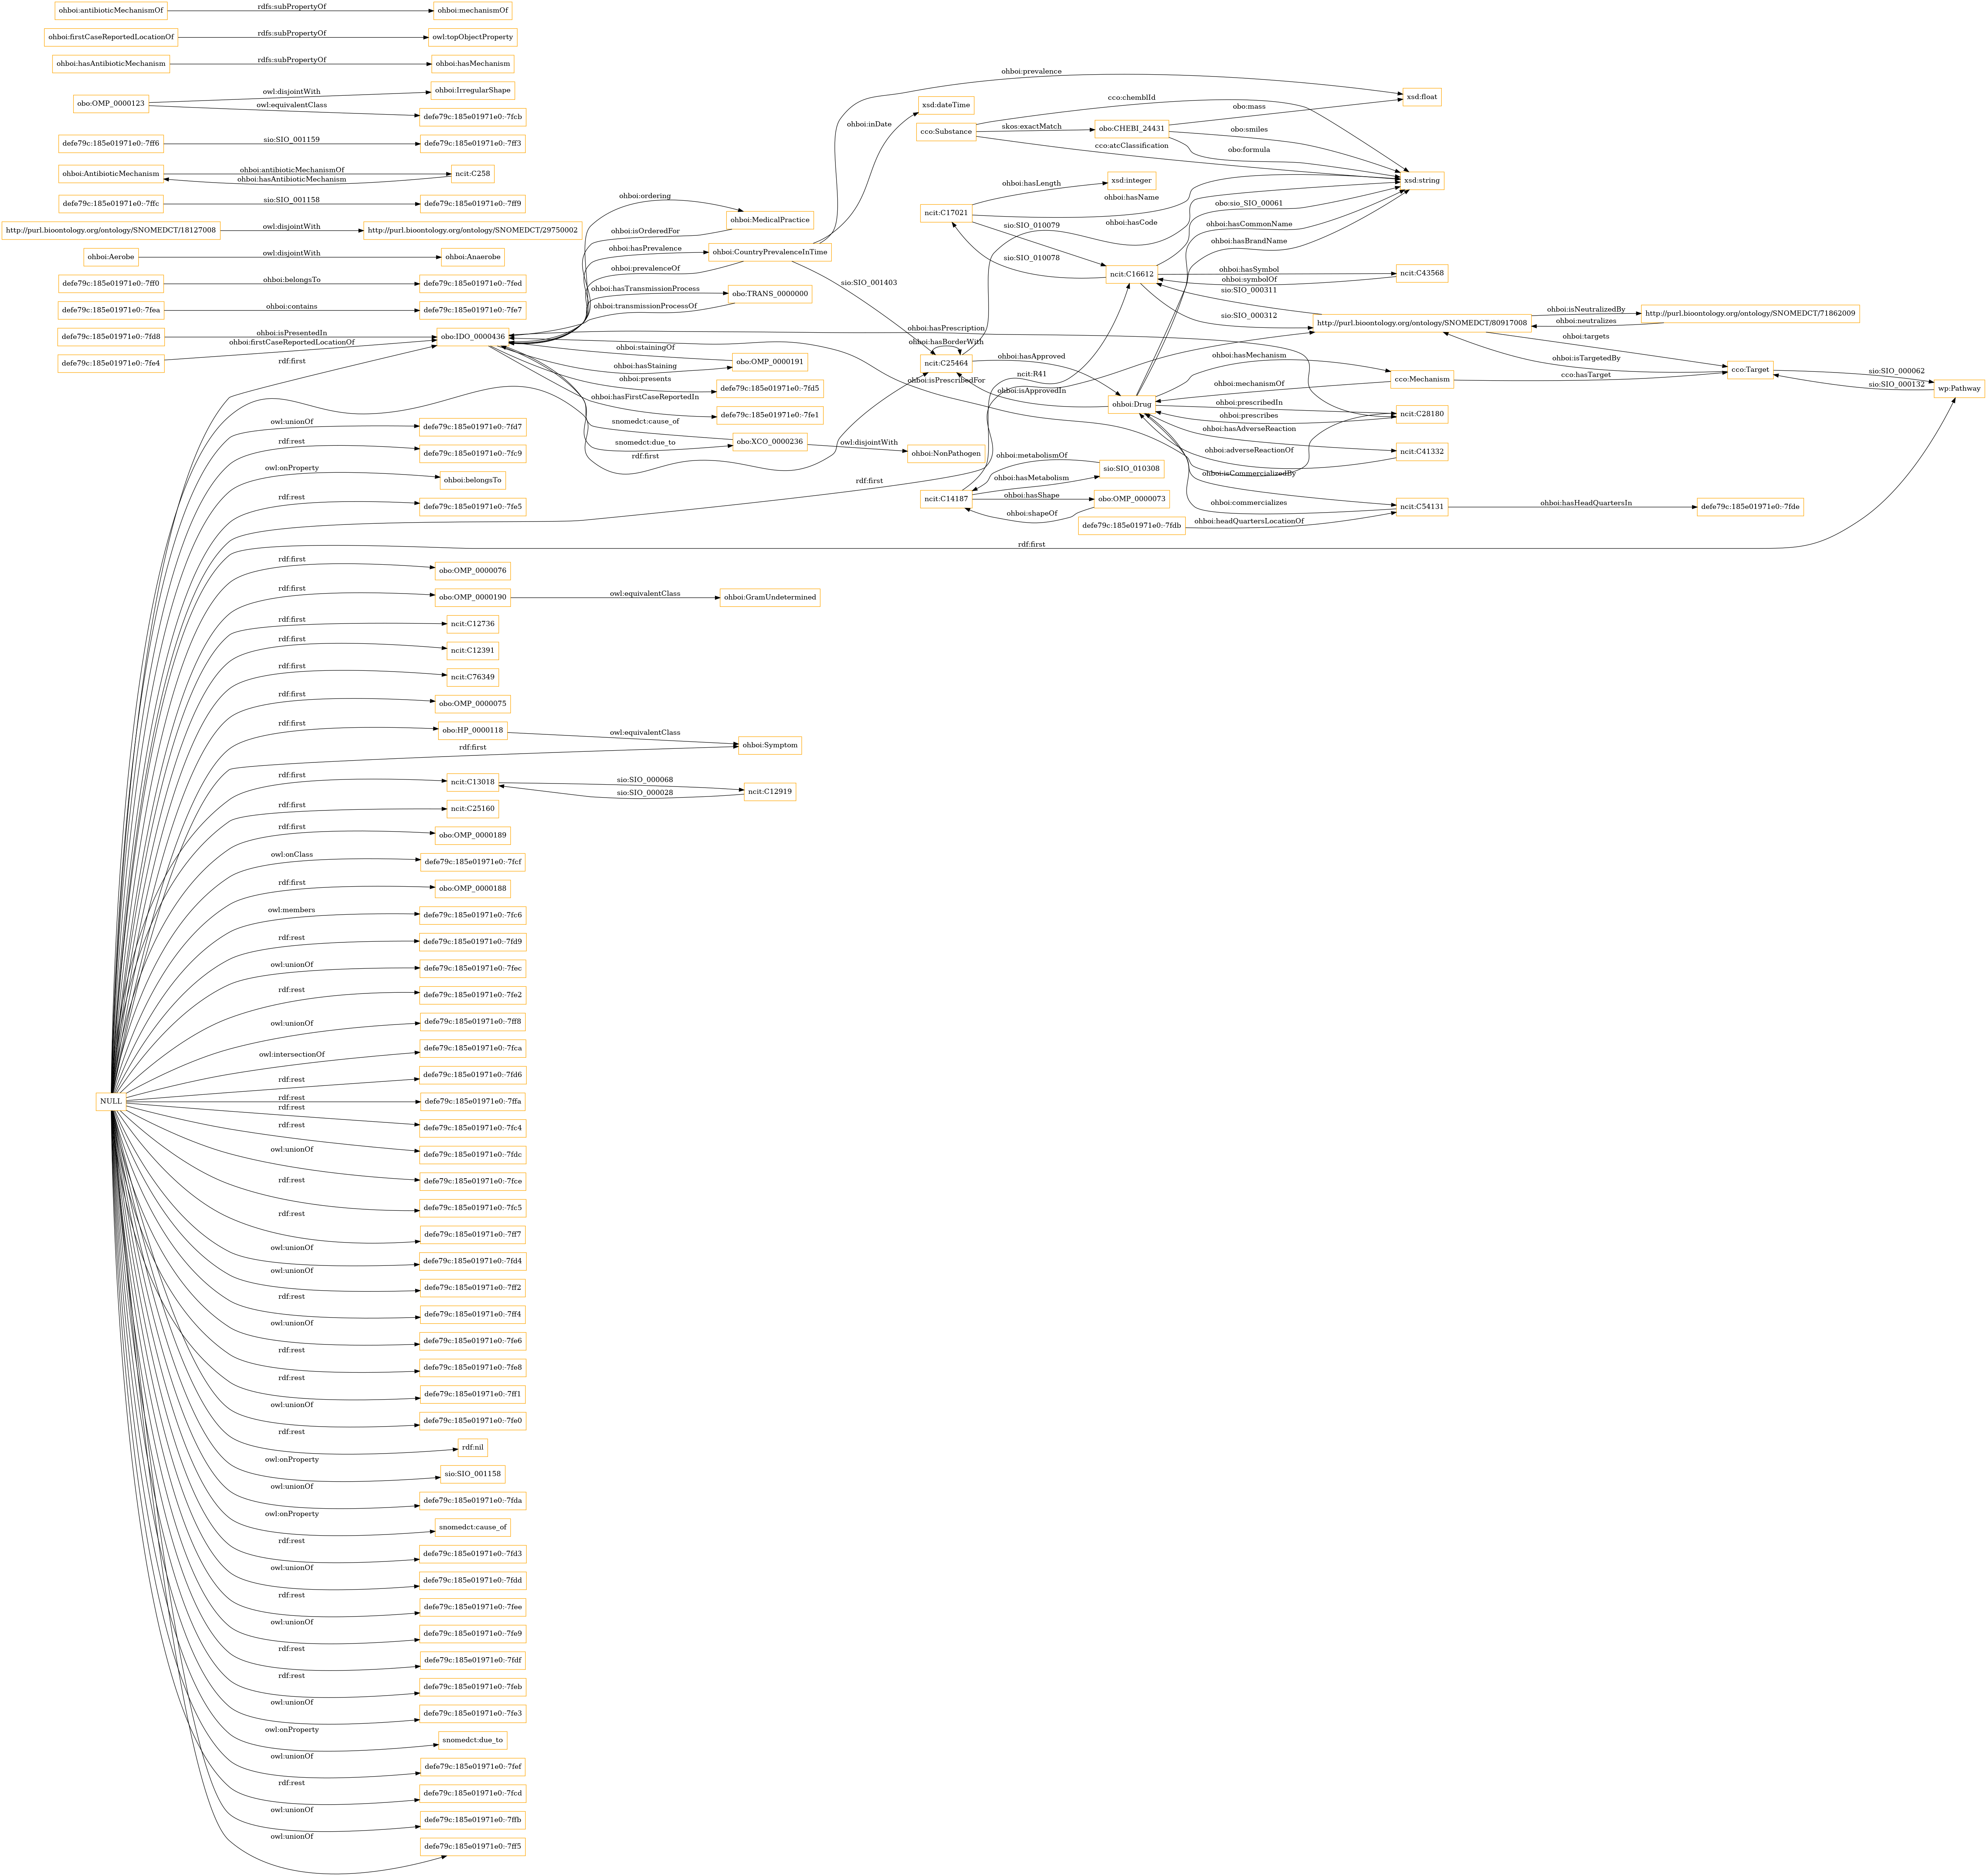 ohboi:antibioticMechanismOf
rdfs:subPropertyOf
ohboi:mechanismOf
ohboi:firstCaseReportedLocationOf
rdfs:subPropertyOf
owl:topObjectProperty
ohboi:hasAntibioticMechanism
rdfs:subPropertyOf
ohboi:hasMechanism
obo:OMP_0000123
owl:disjointWith
ohboi:IrregularShape
owl:equivalentClass
defe79c:185e01971e0:-7fcb
defe79c:185e01971e0:-7ff6
sio:SIO_001159
defe79c:185e01971e0:-7ff3
ohboi:AntibioticMechanism
ohboi:antibioticMechanismOf
ohboi:hasAntibioticMechanism
ncit:C258
defe79c:185e01971e0:-7ffc
sio:SIO_001158
defe79c:185e01971e0:-7ff9
http://purl.bioontology.org/ontology/SNOMEDCT/18127008
owl:disjointWith
http://purl.bioontology.org/ontology/SNOMEDCT/29750002
ohboi:Aerobe
owl:disjointWith
ohboi:Anaerobe
defe79c:185e01971e0:-7ff0
ohboi:belongsTo
defe79c:185e01971e0:-7fed
defe79c:185e01971e0:-7fea
ohboi:contains
defe79c:185e01971e0:-7fe7
defe79c:185e01971e0:-7fd8
ohboi:isPresentedIn
obo:IDO_0000436
defe79c:185e01971e0:-7fe4
ohboi:firstCaseReportedLocationOf
rdf:first
ohboi:ordering
ohboi:MedicalPractice
ohboi:isOrderedFor
ohboi:hasPrevalence
ohboi:CountryPrevalenceInTime
ohboi:prevalenceOf
ohboi:hasTransmissionProcess
obo:TRANS_0000000
ohboi:transmissionProcessOf
ohboi:stainingOf
obo:OMP_0000191
ohboi:hasStaining
ohboi:presents
defe79c:185e01971e0:-7fd5
ohboi:hasFirstCaseReportedIn
defe79c:185e01971e0:-7fe1
snomedct:cause_of
obo:XCO_0000236
snomedct:due_to
rdf:first
owl:disjointWith
ohboi:NonPathogen
ohboi:prevalence
ohboi:inDate
xsd:dateTime
sio:SIO_001403
cco:Substance
cco:chemblId
skos:exactMatch
obo:CHEBI_24431
cco:atcClassification
obo:mass
xsd:float
obo:smiles
obo:formula
xsd:string
ncit:C17021
ohboi:hasLength
xsd:integer
ohboi:hasName
sio:SIO_010079
ohboi:hasCode
sio:SIO_010078
ncit:C16612
obo:sio_SIO_00061
ohboi:hasCommonName
ohboi:hasBrandName
ohboi:hasSymbol
ncit:C43568
ohboi:symbolOf
sio:SIO_000311
sio:SIO_000312
http://purl.bioontology.org/ontology/SNOMEDCT/80917008
ohboi:isNeutralizedBy
http://purl.bioontology.org/ontology/SNOMEDCT/71862009
ohboi:neutralizes
ohboi:targets
ohboi:isTargetedBy
cco:Target
sio:SIO_000062
sio:SIO_000132
wp:Pathway
ohboi:hasPrescription
ohboi:hasBorderWith
ncit:C25464
ohboi:hasApproved
ohboi:isPrescribedFor
ncit:R41
ohboi:isApprovedIn
ohboi:Drug
ohboi:hasMechanism
cco:Mechanism
ohboi:mechanismOf
cco:hasTarget
ohboi:prescribedIn
ncit:C28180
ohboi:prescribes
ohboi:hasAdverseReaction
ncit:C41332
ohboi:adverseReactionOf
ohboi:isCommercializedBy
ohboi:commercializes
ncit:C54131
ohboi:hasHeadQuartersIn
defe79c:185e01971e0:-7fde
ohboi:metabolismOf
sio:SIO_010308
ohboi:hasMetabolism
ncit:C14187
ohboi:hasShape
obo:OMP_0000073
ohboi:shapeOf
defe79c:185e01971e0:-7fdb
ohboi:headQuartersLocationOf
rdf:first
rdf:first
NULL
owl:unionOf
defe79c:185e01971e0:-7fd7
rdf:rest
defe79c:185e01971e0:-7fc9
owl:onProperty
ohboi:belongsTo
rdf:rest
defe79c:185e01971e0:-7fe5
rdf:first
obo:OMP_0000076
rdf:first
obo:OMP_0000190
owl:equivalentClass
ohboi:GramUndetermined
rdf:first
ncit:C12736
rdf:first
ncit:C12391
rdf:first
ncit:C76349
rdf:first
obo:OMP_0000075
rdf:first
obo:HP_0000118
owl:equivalentClass
ohboi:Symptom
rdf:first
rdf:first
ncit:C13018
sio:SIO_000068
sio:SIO_000028
ncit:C12919
rdf:first
ncit:C25160
rdf:first
obo:OMP_0000189
owl:onClass
defe79c:185e01971e0:-7fcf
rdf:first
obo:OMP_0000188
owl:members
defe79c:185e01971e0:-7fc6
rdf:rest
defe79c:185e01971e0:-7fd9
owl:unionOf
defe79c:185e01971e0:-7fec
rdf:rest
defe79c:185e01971e0:-7fe2
owl:unionOf
defe79c:185e01971e0:-7ff8
owl:intersectionOf
defe79c:185e01971e0:-7fca
rdf:rest
defe79c:185e01971e0:-7fd6
rdf:rest
defe79c:185e01971e0:-7ffa
rdf:rest
defe79c:185e01971e0:-7fc4
rdf:rest
defe79c:185e01971e0:-7fdc
owl:unionOf
defe79c:185e01971e0:-7fce
rdf:rest
defe79c:185e01971e0:-7fc5
rdf:rest
defe79c:185e01971e0:-7ff7
owl:unionOf
defe79c:185e01971e0:-7fd4
owl:unionOf
defe79c:185e01971e0:-7ff2
rdf:rest
defe79c:185e01971e0:-7ff4
owl:unionOf
defe79c:185e01971e0:-7fe6
rdf:rest
defe79c:185e01971e0:-7fe8
rdf:rest
defe79c:185e01971e0:-7ff1
owl:unionOf
defe79c:185e01971e0:-7fe0
rdf:rest
rdf:nil
owl:onProperty
sio:SIO_001158
owl:unionOf
defe79c:185e01971e0:-7fda
owl:onProperty
snomedct:cause_of
rdf:rest
defe79c:185e01971e0:-7fd3
owl:unionOf
defe79c:185e01971e0:-7fdd
rdf:rest
defe79c:185e01971e0:-7fee
owl:unionOf
defe79c:185e01971e0:-7fe9
rdf:rest
defe79c:185e01971e0:-7fdf
rdf:rest
defe79c:185e01971e0:-7feb
owl:unionOf
defe79c:185e01971e0:-7fe3
owl:onProperty
snomedct:due_to
owl:unionOf
defe79c:185e01971e0:-7fef
rdf:rest
defe79c:185e01971e0:-7fcd
owl:unionOf
defe79c:185e01971e0:-7ffb
owl:unionOf
defe79c:185e01971e0:-7ff5